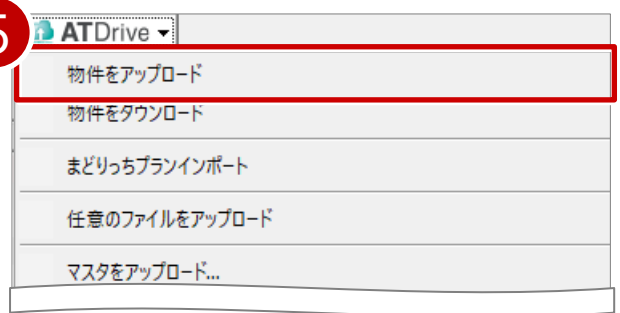 5
ATDrive
物件をアップロード
物件をダウンロード
まどりっちプランインポート
任意のファイルをアップロード
マスタをアップロード...